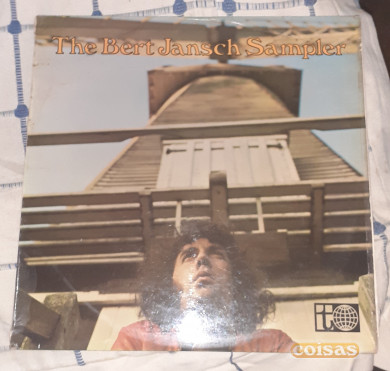 The Bert Jansch Sampler
coisas